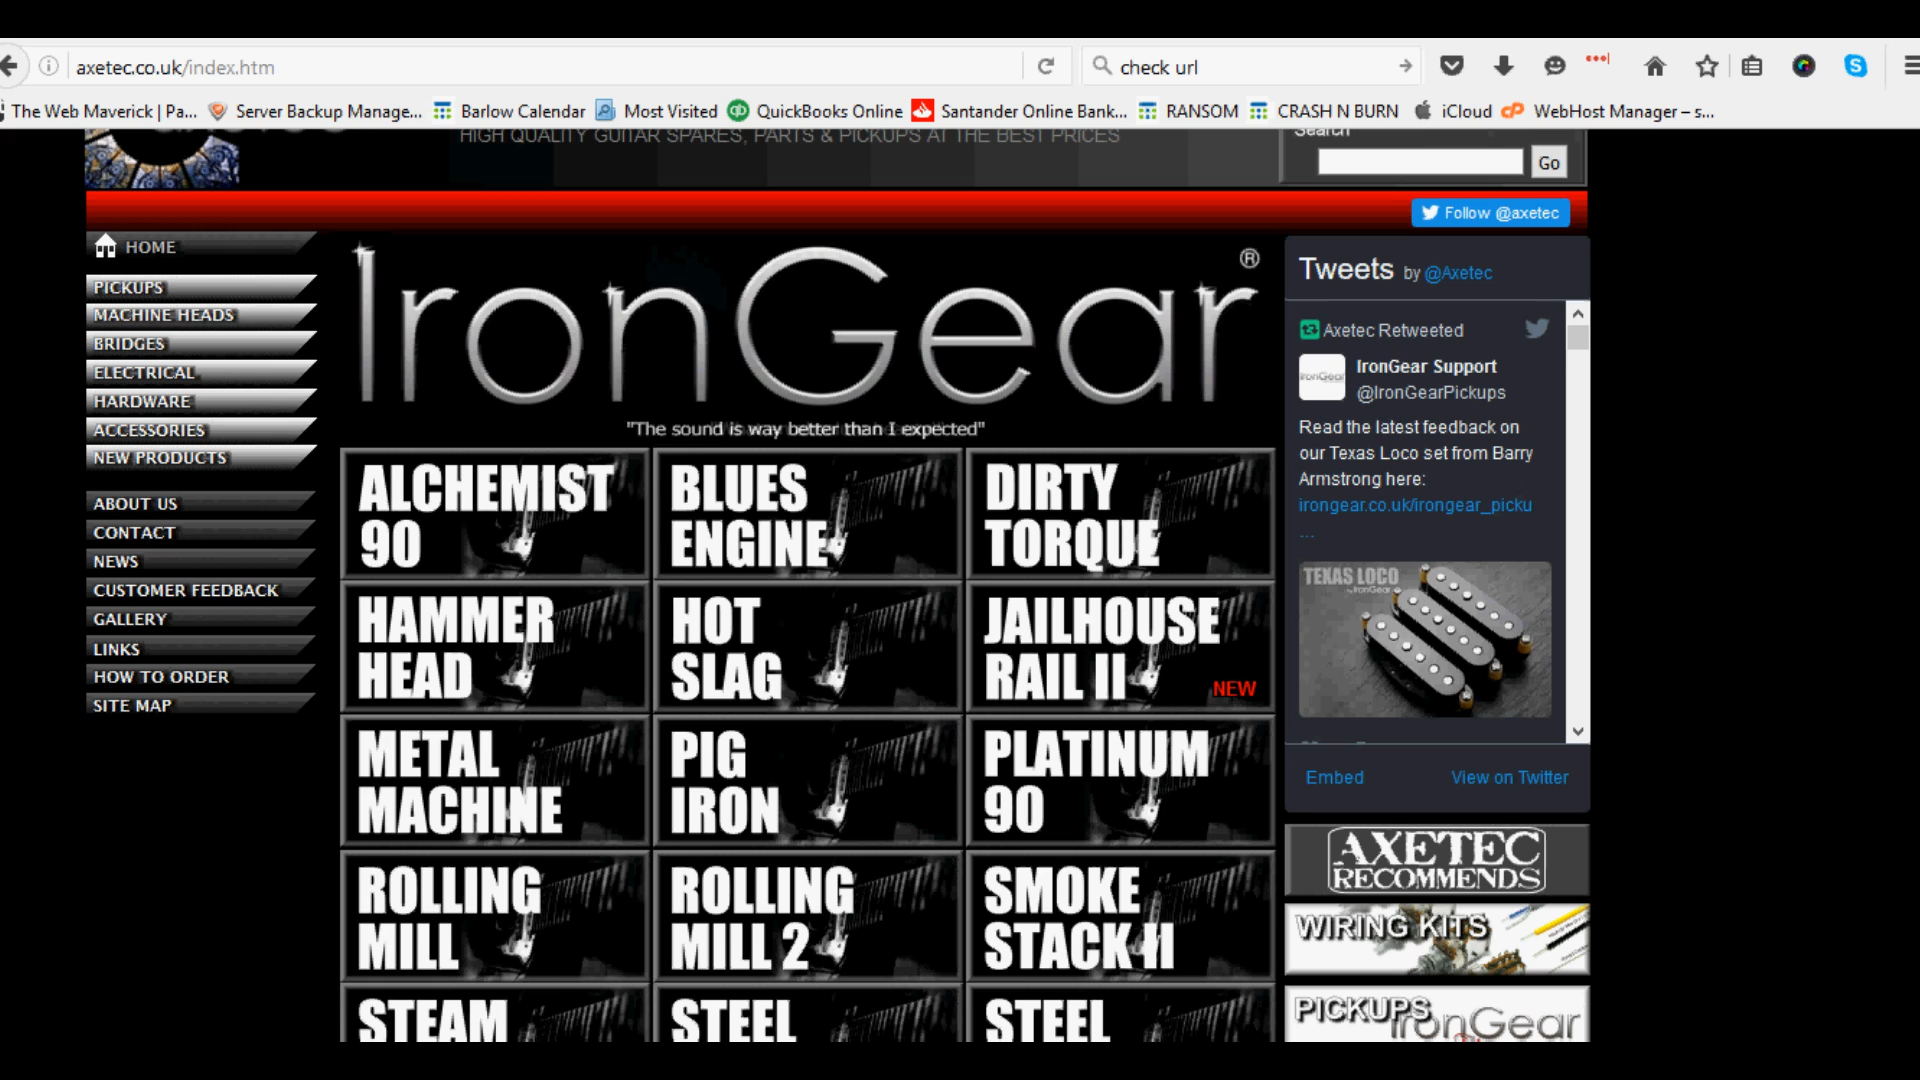 axetec.co.uk/index.htm
check url
The Web Maverick | Pa...
Server Backup Manage...
Barlow Calendar
Most Visited
QuickBooks Online
Santander Online Bank...
RANSOM
CRASH N BURN
iCloud
WebHost Manager – s...
HIGH QUALITY GUITAR SPARES, PARTS & PICKUPS AT THE BEST PRICES
Search
Go
Follow @axetec
HOME
PICKUPS
MACHINE HEADS
BRIDGES
ELECTRICAL
HARDWARE
ACCESSORIES
NEW PRODUCTS
ABOUT US
CONTACT
NEWS
CUSTOMER FEEDBACK
GALLERY
LINKS
HOW TO ORDER
SITE MAP
IronGear®
"The sound is way better than I expected"
ALCHEMIST
90
BLUES
ENGINE
DIRTY
TORQUE
HAMMER
HEAD
HOT
SLAG
JAILHOUSE
RAIL II
NEW
METAL
MACHINE
PIG
IRON
PLATINUM
90
ROLLING
MILL
ROLLING
MILL 2
SMOKE
STACK II
STEAM
STEEL
STEEL
Tweets by @Axetec
Axetec Retweeted
IronGear Support
@IronGearPickups
Read the latest feedback on
our Texas Loco set from Barry
Armstrong here:
irongear.co.uk/irongear_picku
...
TEXAS LOCO
by IronGear
Embed
View on Twitter
AXETEC
RECOMMENDS
WIRING KITS
PICKUPS
IronGear